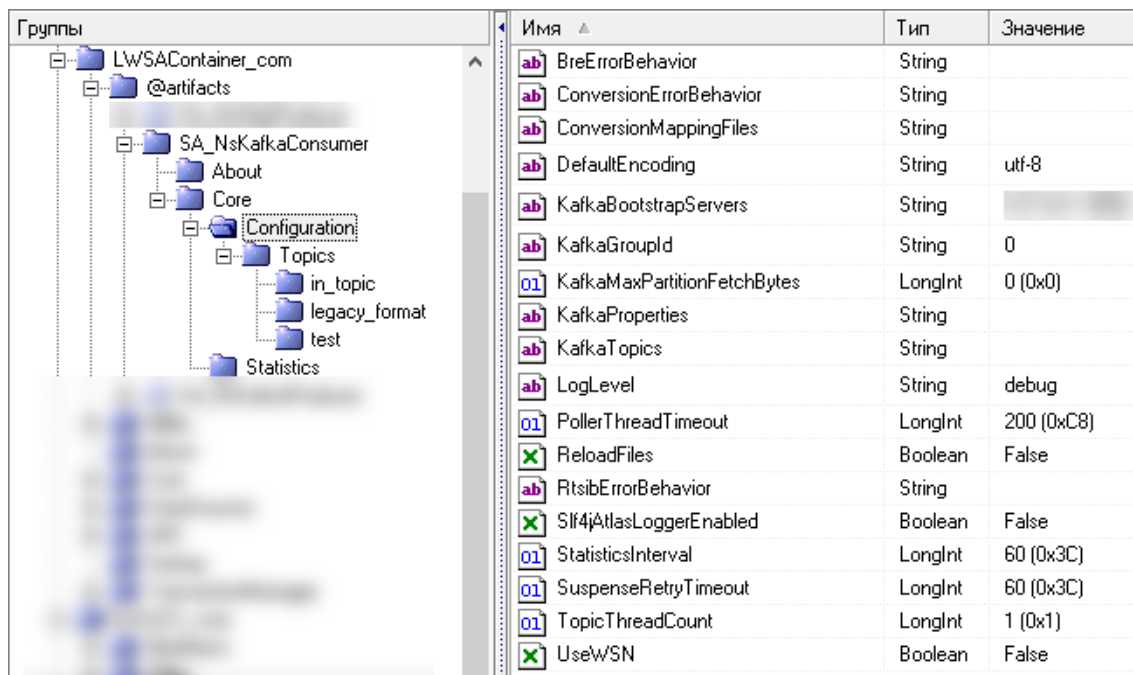 Группы
LWSAContainer_com
@artifacts
SA_NsKafkaConsumer
About
Core
Configuration
Topics
in_topic
legacy_format
test
Statistics
Имя Тип Значение
BreErrorBehavior String
ConversionErrorBehavior String
ConversionMappingFiles String
DefaultEncoding String utf-8
KafkaBootstrapServers String
KafkaGroupId String 0
KafkaMaxPartitionFetchBytes LongInt 0 (0x0)
KafkaProperties String
KafkaTopics String
LogLevel String debug
PollerThreadTimeout LongInt 200 (0xC8)
ReloadFiles Boolean False
RtsibErrorBehavior String
Slf4jAtlasLoggerEnabled Boolean False
StatisticsInterval LongInt 60 (0x3C)
SuspenseRetryTimeout LongInt 60 (0x3C)
TopicThreadCount LongInt 1 (0x1)
UseWSN Boolean False